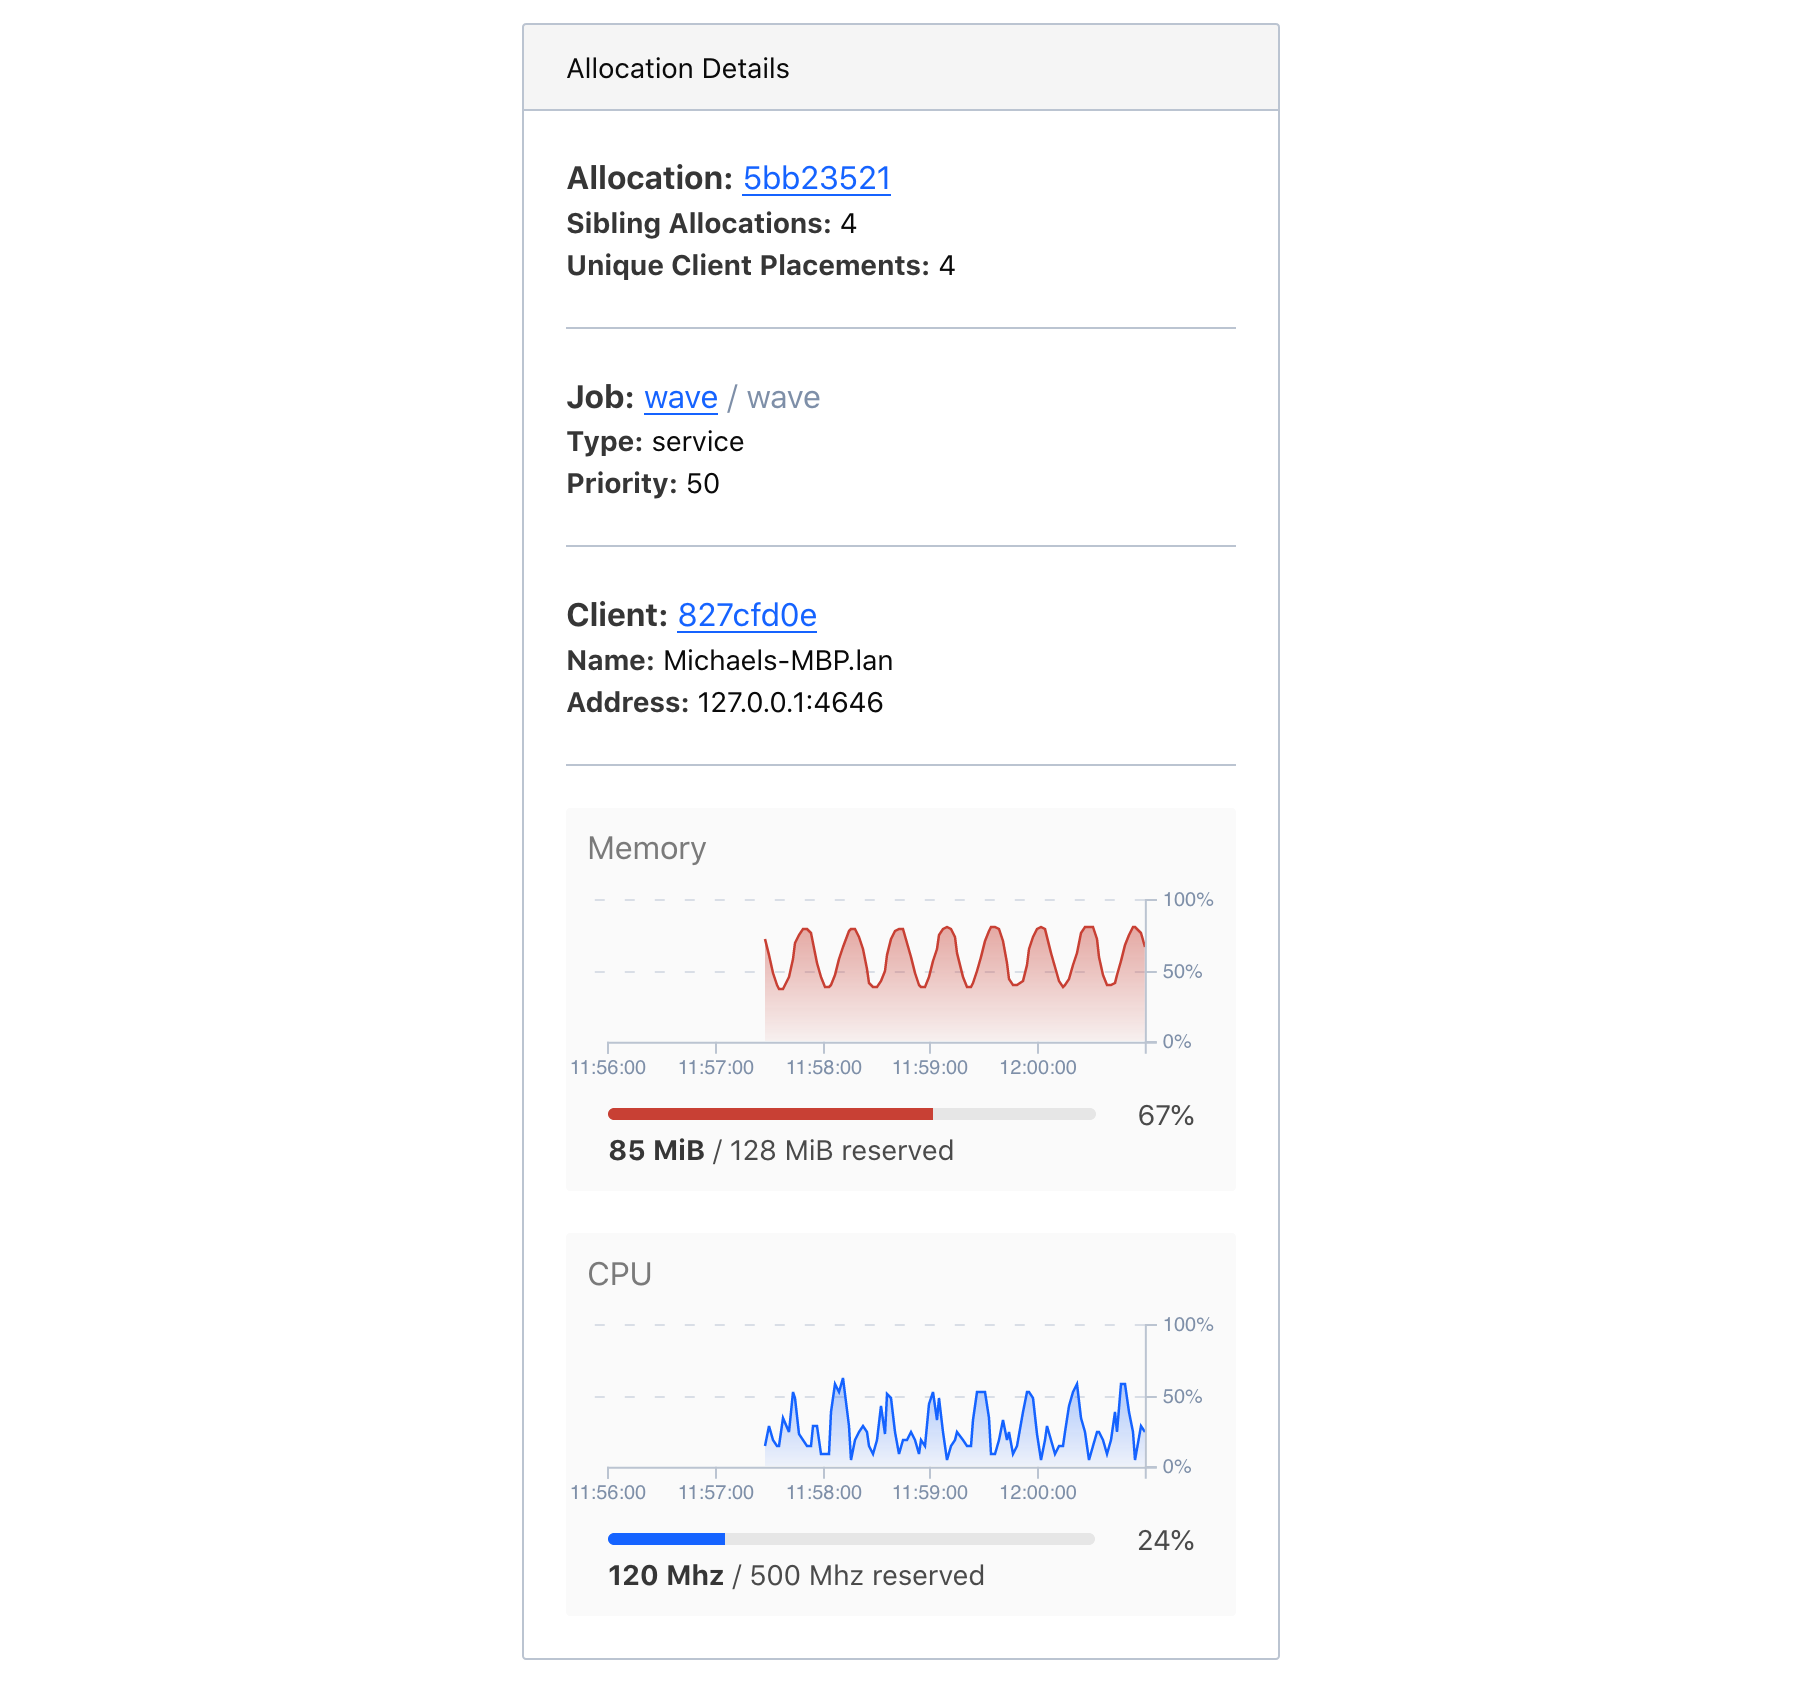 Allocation Details
Allocation: 5bb23521
Sibling Allocations: 4
Unique Client Placements: 4
Job: wave / wave
Type: service
Priority: 50
Client: 827cfd0e
Name: Michaels-MBP.lan
Address: 127.0.0.1:4646
Memory
100%
50%
0%
11:56:00 11:57:00 11:58:00 11:59:00 12:00:00
67%
85 MiB / 128 MiB reserved
CPU
100%
50%
0%
11:56:00 11:57:00 11:58:00 11:59:00 12:00:00
24%
120 Mhz / 500 Mhz reserved